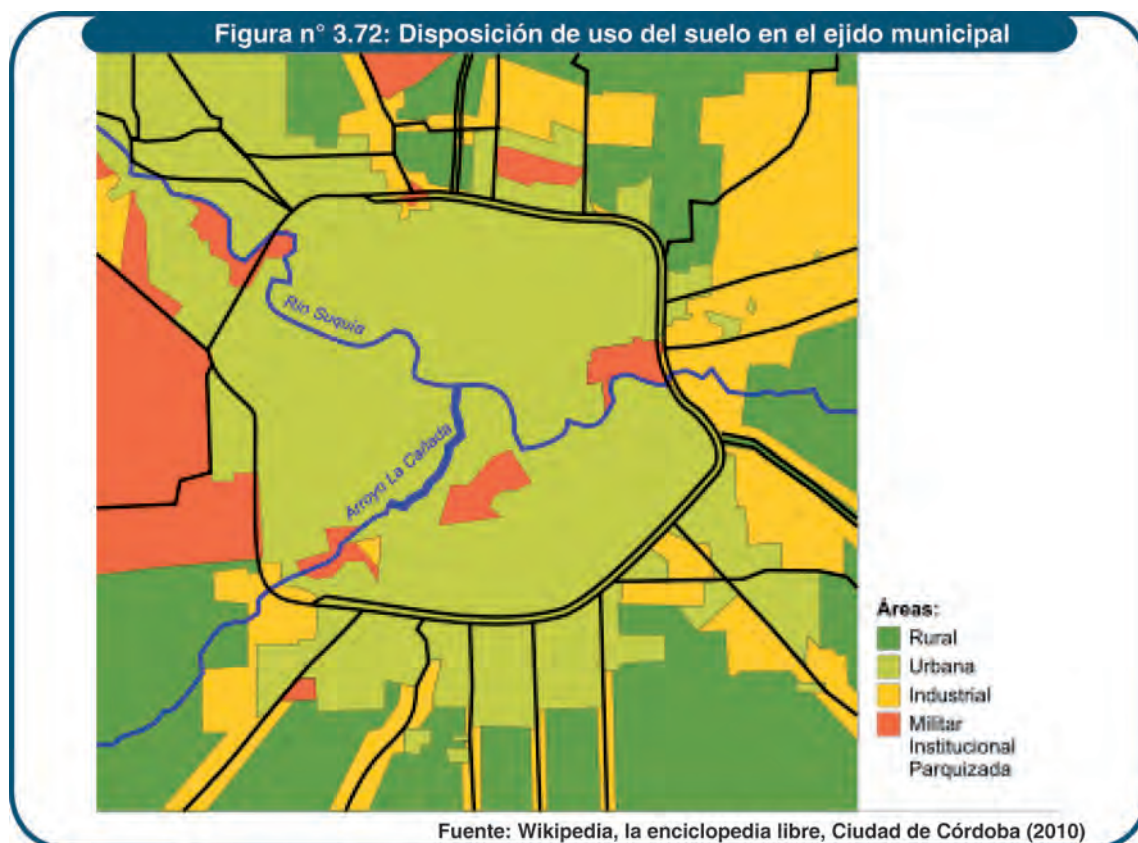 Figura n° 3.72: Disposición de uso del suelo en el ejido municipal
Río Suquía
Arroyo La Cañada
Áreas:
Rural
Urbana
Industrial
Militar
Institucional
Parquizada
Fuente: Wikipedia, la enciclopedia libre, Ciudad de Córdoba (2010)